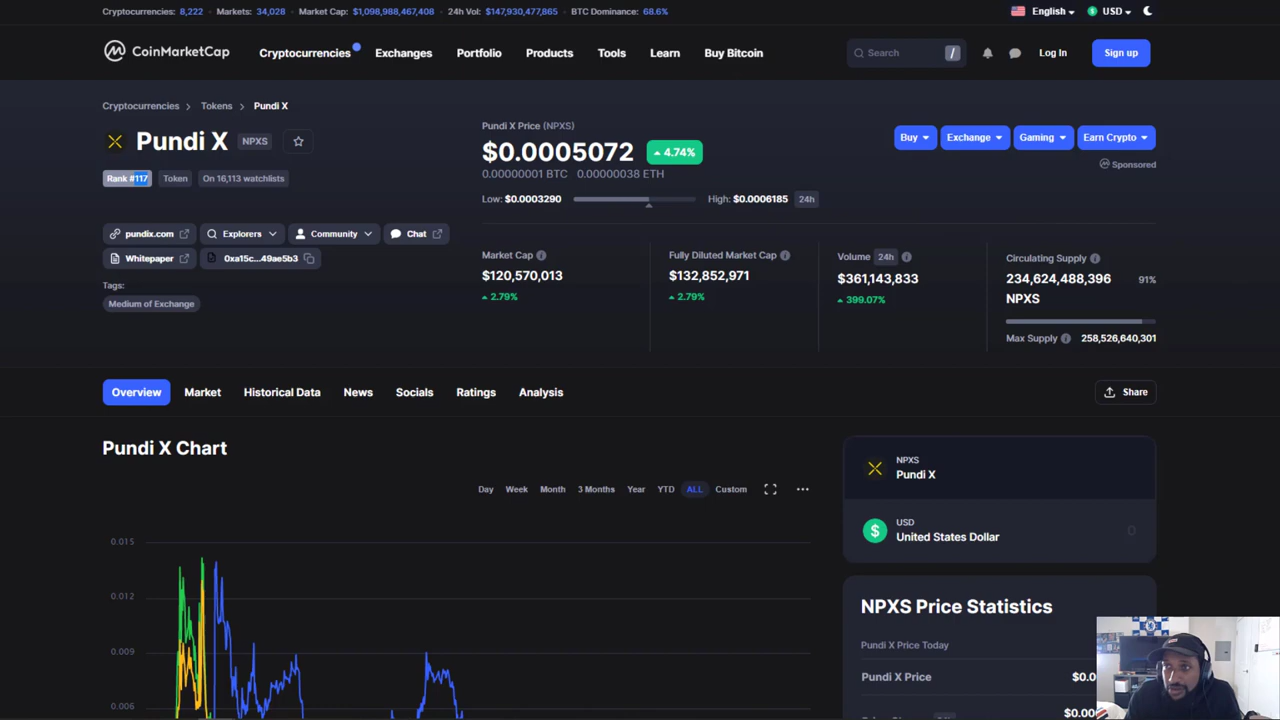 Cryptocurrencies: 8,222 Markets: 34,028 Market Cap: $1,098,988,467,408 24h Vol: $147,930,477,865 BTC Dominance: 68.6% English USD
CoinMarketCap Cryptocurrencies Exchanges Portfolio Products Tools Learn Buy Bitcoin Search / Log In Sign up
Cryptocurrencies > Tokens > Pundi X
Pundi X NPXS
Rank #117 Token On 16,113 watchlists
pundix.com Explorers Community Chat
Whitepaper 0xa15c...49ae5b3
Tags:
Medium of Exchange
Pundi X Price (NPXS)
$0.0005072 4.74%
0.00000001 BTC 0.00000038 ETH
Low: $0.0003290 High: $0.0006185 24h
Buy Exchange Gaming Earn Crypto
Sponsored
Market Cap
$120,570,013
2.79%
Fully Diluted Market Cap
$132,852,971
2.79%
Volume 24h
$361,143,833
399.07%
Circulating Supply
234,624,488,396 91%
NPXS
Max Supply 258,526,640,301
Overview Market Historical Data News Socials Ratings Analysis Share
Pundi X Chart
Day Week Month 3 Months Year YTD ALL Custom
0.015
0.012
0.009
0.006
NPXS
Pundi X
USD
United States Dollar 0
NPXS Price Statistics
Pundi X Price Today
Pundi X Price